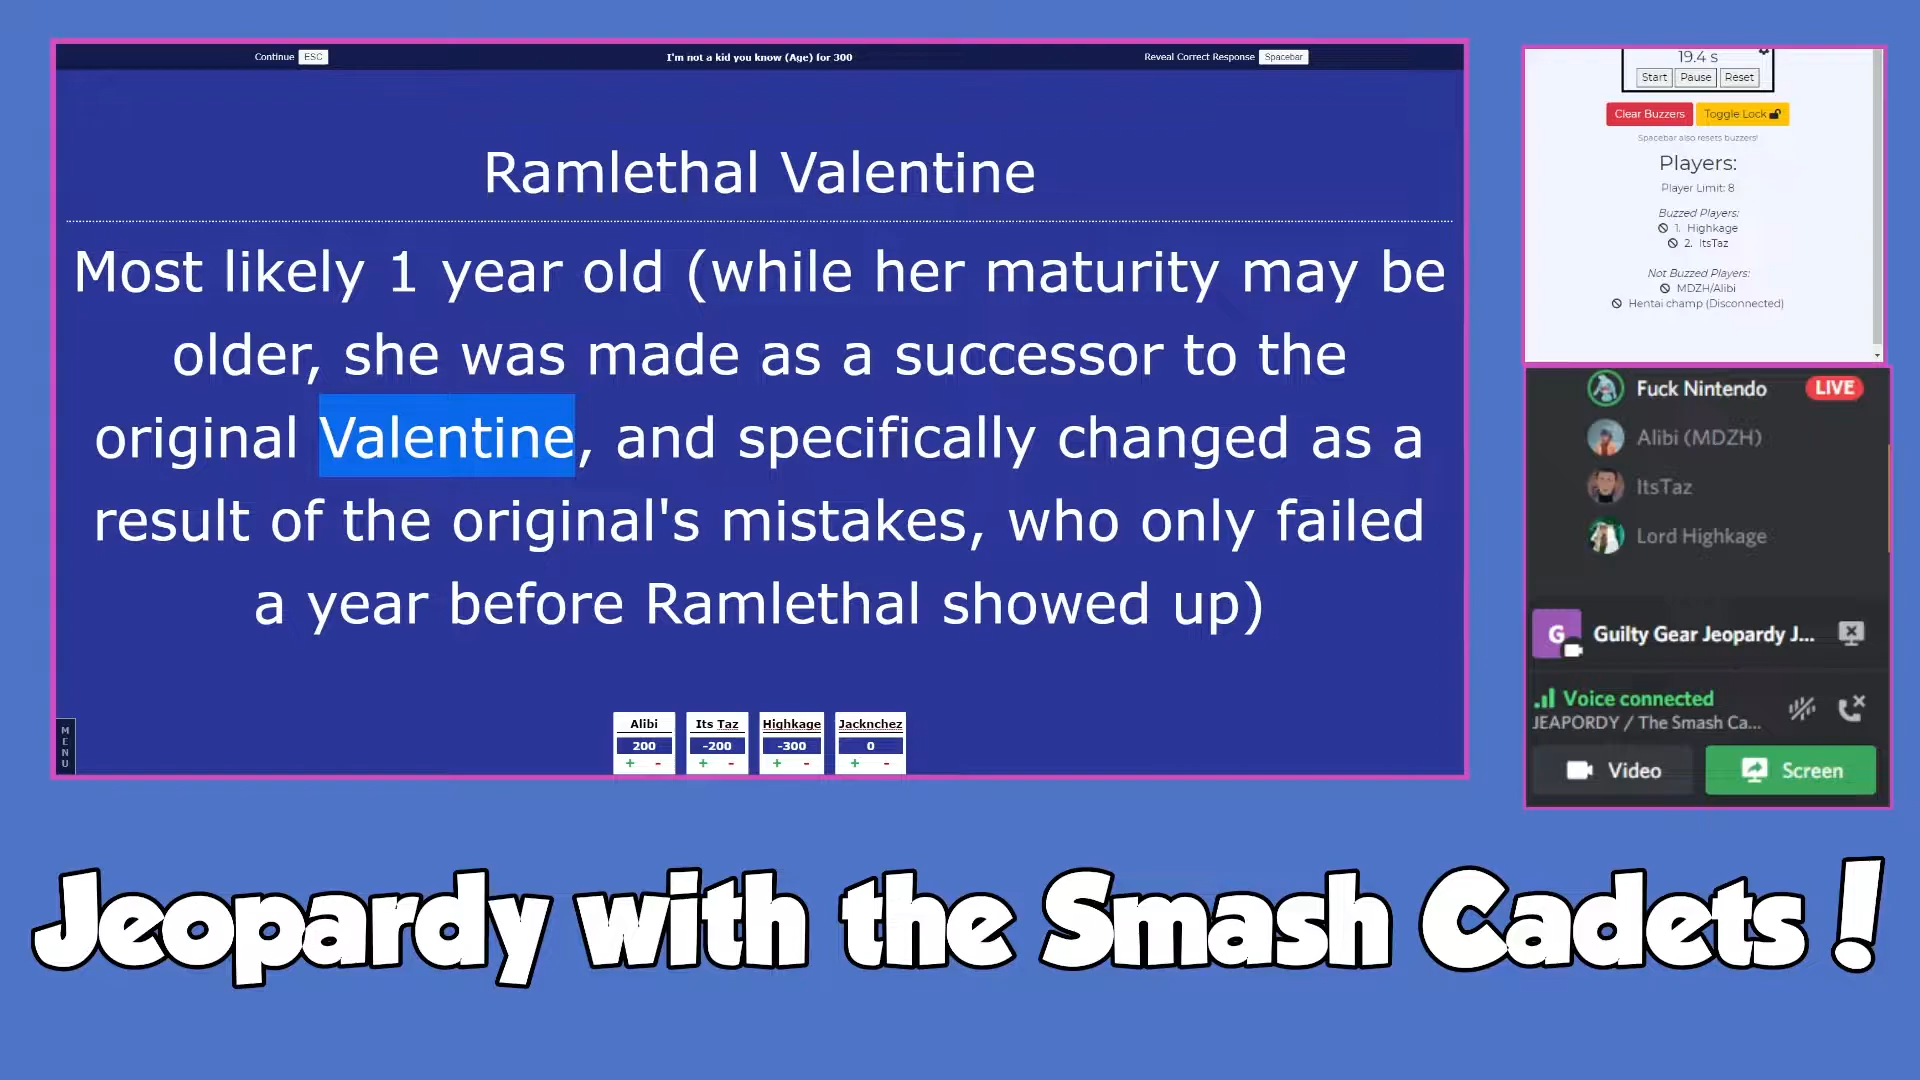 Continue ESC
I'm not a kid you know (Age) for 300
Reveal Correct Response Spacebar
Ramlethal Valentine
Most likely 1 year old (while her maturity may be
older, she was made as a successor to the
original Valentine, and specifically changed as a
result of the original's mistakes, who only failed
a year before Ramlethal showed up)
MENU
Alibi Its Taz Highkage Jacknchez
200 -200 -300 0
+ - + - + - + -
19.4 s
Start Pause Reset
Clear Buzzers Toggle Lock
Spacebar also resets buzzers!
Players:
Player Limit: 8
Buzzed Players:
1. Highkage
2. ItsTaz
Not Buzzed Players:
MDZH/Alibi
Hentai champ (Disconnected)
Fuck Nintendo LIVE
Alibi (MDZH)
ItsTaz
Lord Highkage
G Guilty Gear Jeopardy J...
Voice connected
JEAPORDY / The Smash Ca...
Video Screen
Jeopardy with the Smash Cadets!